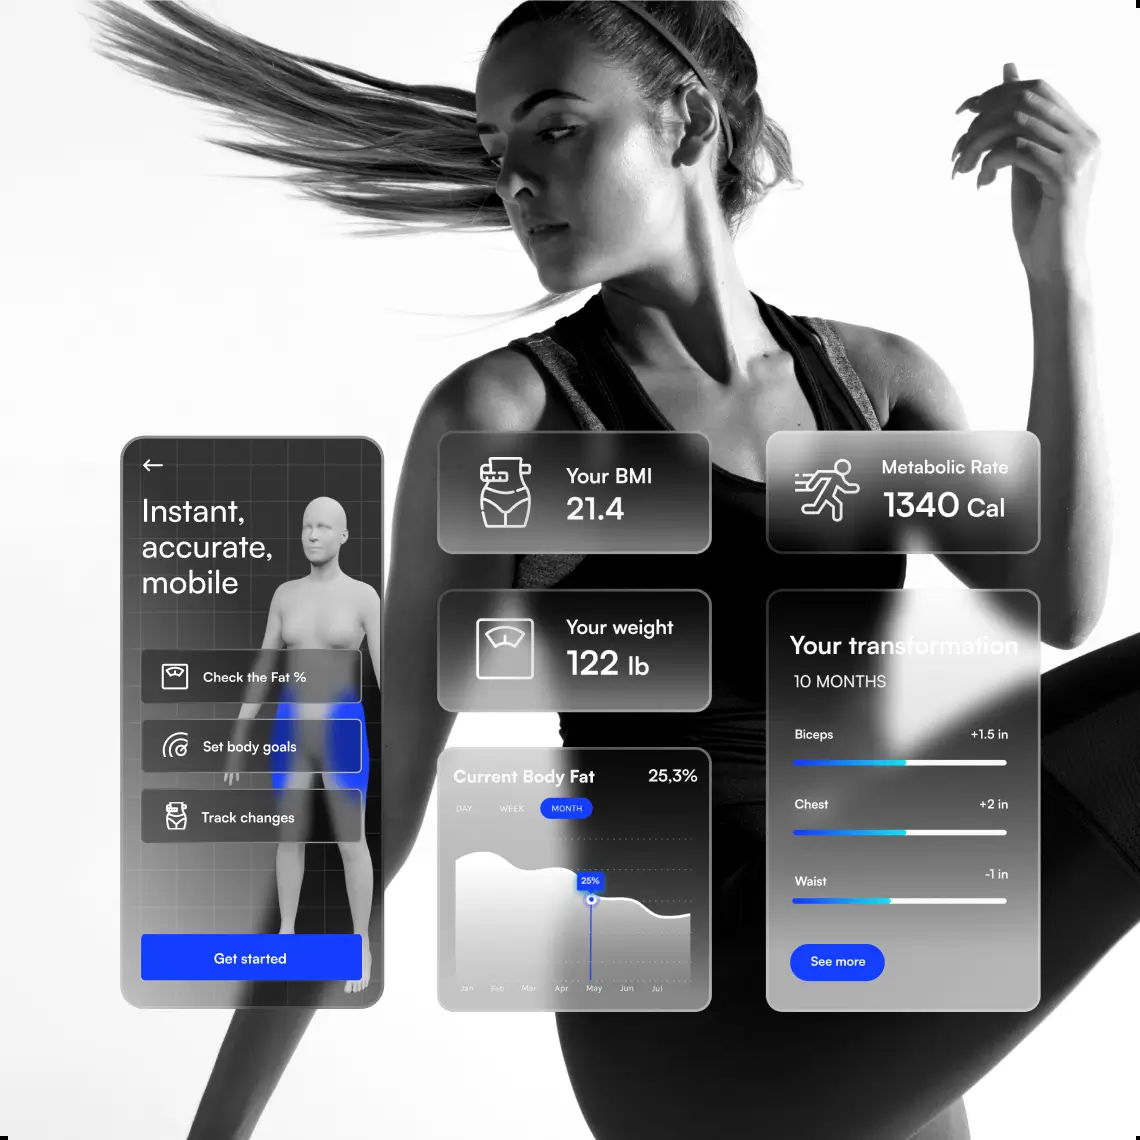 Instant,
accurate,
mobile
Check the Fat %
Set body goals
Track changes
Get started
Your BMI
21.4
Your weight
122 lb
Current Body Fat 25,3%
DAY WEEK MONTH
25%
Jan Feb Mar Apr May Jun Jul
Metabolic Rate
1340 Cal
Your transformation
10 MONTHS
Biceps +1.5 in
Chest +2 in
Waist -1 in
See more